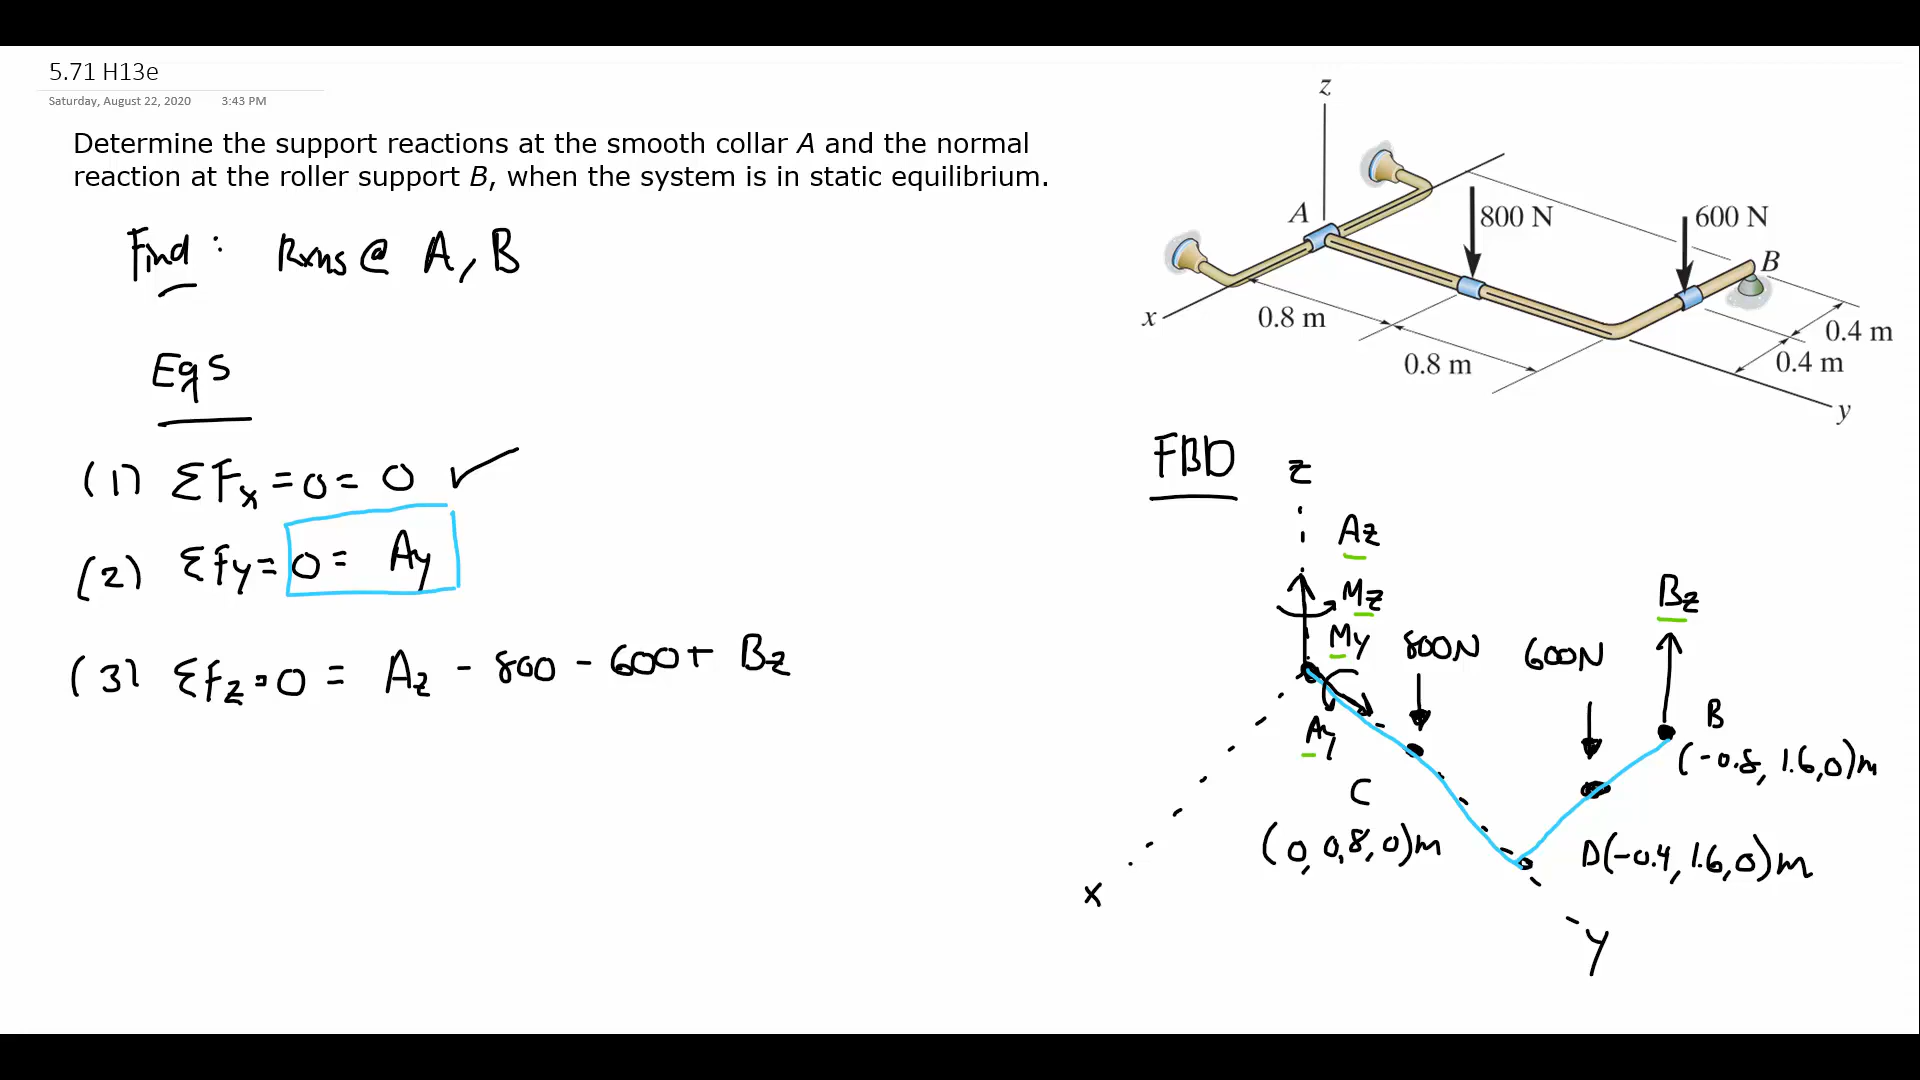 5.71 H13e
Saturday, August 22, 2020 3:43 PM
Determine the support reactions at the smooth collar A and the normal
reaction at the roller support B, when the system is in static equilibrium.
Find : Rxns @ A, B
Eqs
(1) ΣFx = 0 = 0 ✓
(2) ΣFy = 0 = Ay
(3) ΣFz = 0 = Az - 800 - 600 + Bz
z
A
800 N
600 N
B
x
0.8 m
0.8 m
0.4 m
0.4 m
y
FBD
z
Az
Mz
My
800N
600N
Bz
Ay
B
(-0.8, 1.6, 0)m
C
(0, 0.8, 0)m
D(-0.4, 1.6, 0)m
x
y